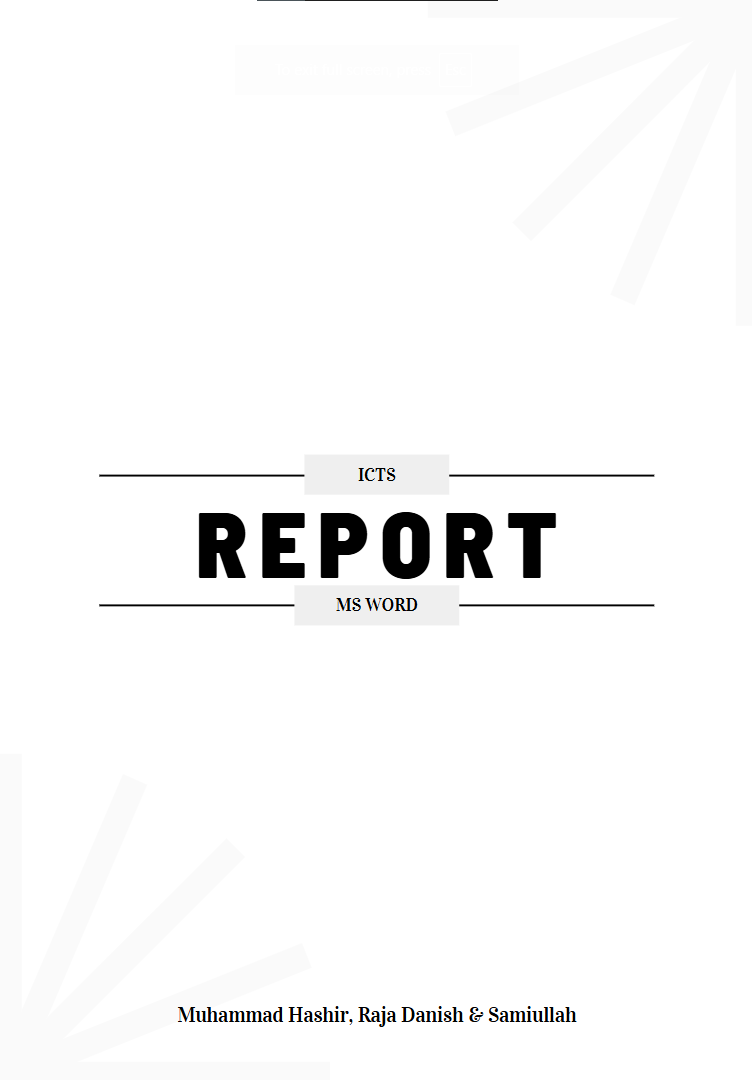 ICTS
REPORT
MS WORD
Muhammad Hashir, Raja Danish & Samiullah